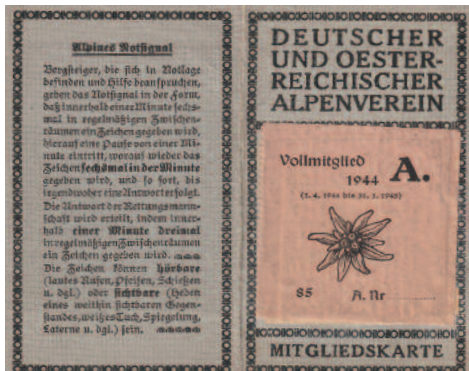 Alpines Notsignal
Bergsteiger, die sich in Notlage
befinden und Hilfe beanspruchen,
geben das Notsignal in der Form,
daß innerhalb einer Minute sechs-
mal in regelmäßigen Zwischen-
räumen ein Zeichen gegeben wird,
hierauf eine Pause von einer Mi-
nute eintritt, worauf wieder das
Zeichen sechsmal in der Minute
gegeben wird, und so fort, bis
irgendwoher eine Antwort erfolgt.
Die Antwort der Rettungsmann-
schaft wird erteilt, indem inner-
halb einer Minute dreimal
in regelmäßigen Zwischenräumen
ein Zeichen gegeben wird.
Die Zeichen können hörbare
(lautes Rufen, Pfeifen, Schießen
u. dgl.) oder sichtbare (Heben
eines weithin sichtbaren Gegen-
standes, weißes Tuch, Spiegelung,
Laterne u. dgl.) sein.
DEUTSCHER
UND OESTER-
REICHISCHER
ALPENVEREIN
Vollmitglied A.
1944
(1. 4. 1944 bis 31. 3. 1945)
85 A. Nr
MITGLIEDSKARTE